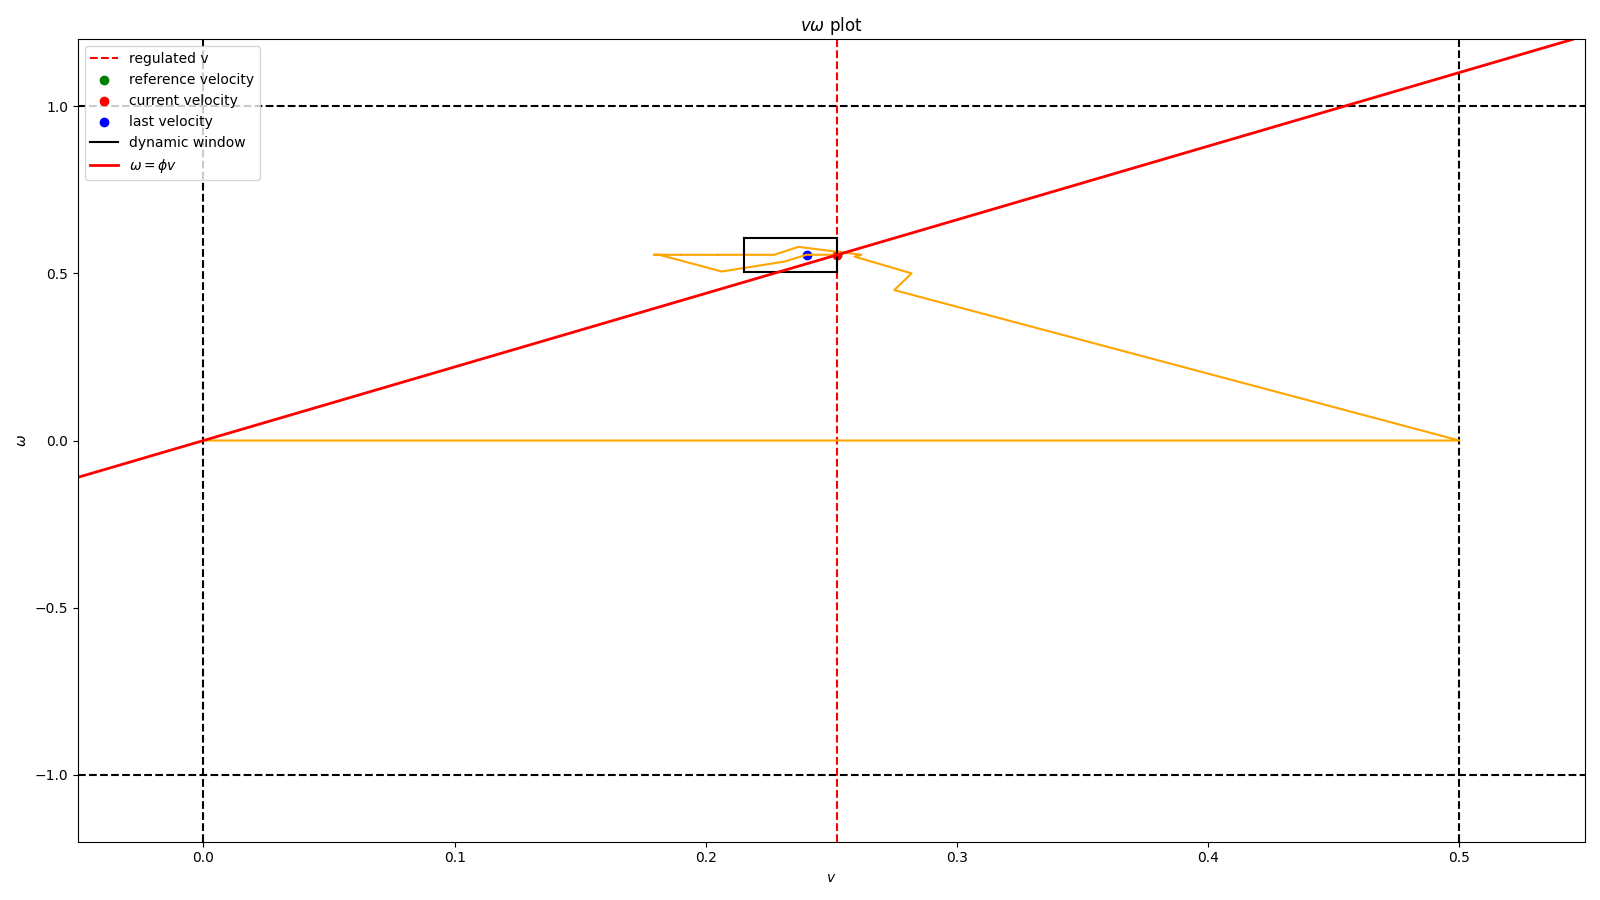 vω plot
regulated v
reference velocity
current velocity
last velocity
dynamic window
ω = ϕv
1.0
0.5
0.0
−0.5
−1.0
ω
0.0 0.1 0.2 0.3 0.4 0.5
v